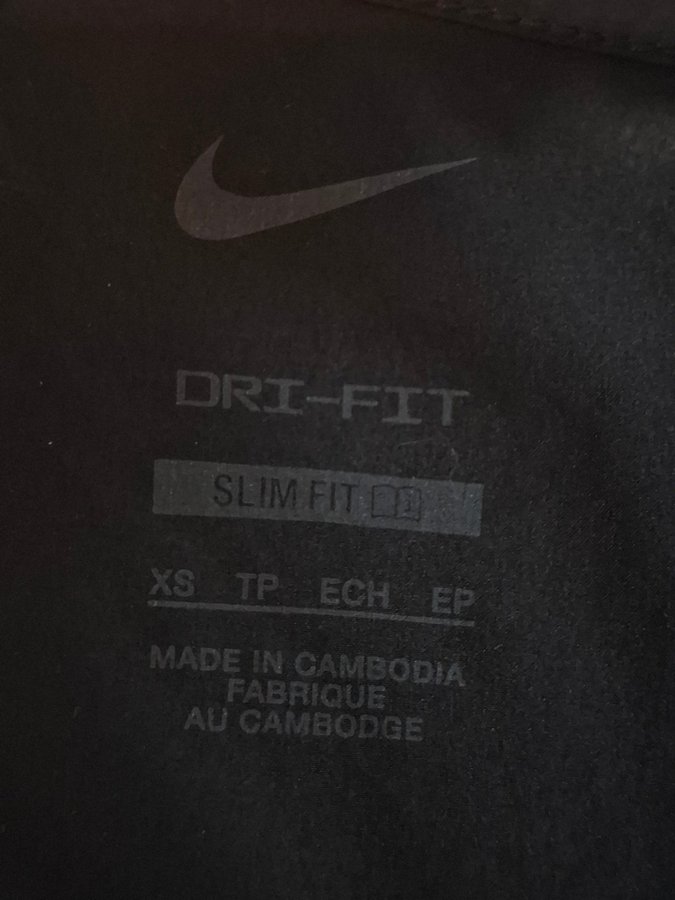 DRI-FIT
SLIM FIT
XS TP ECH EP
MADE IN CAMBODIA
FABRIQUE
AU CAMBODGE